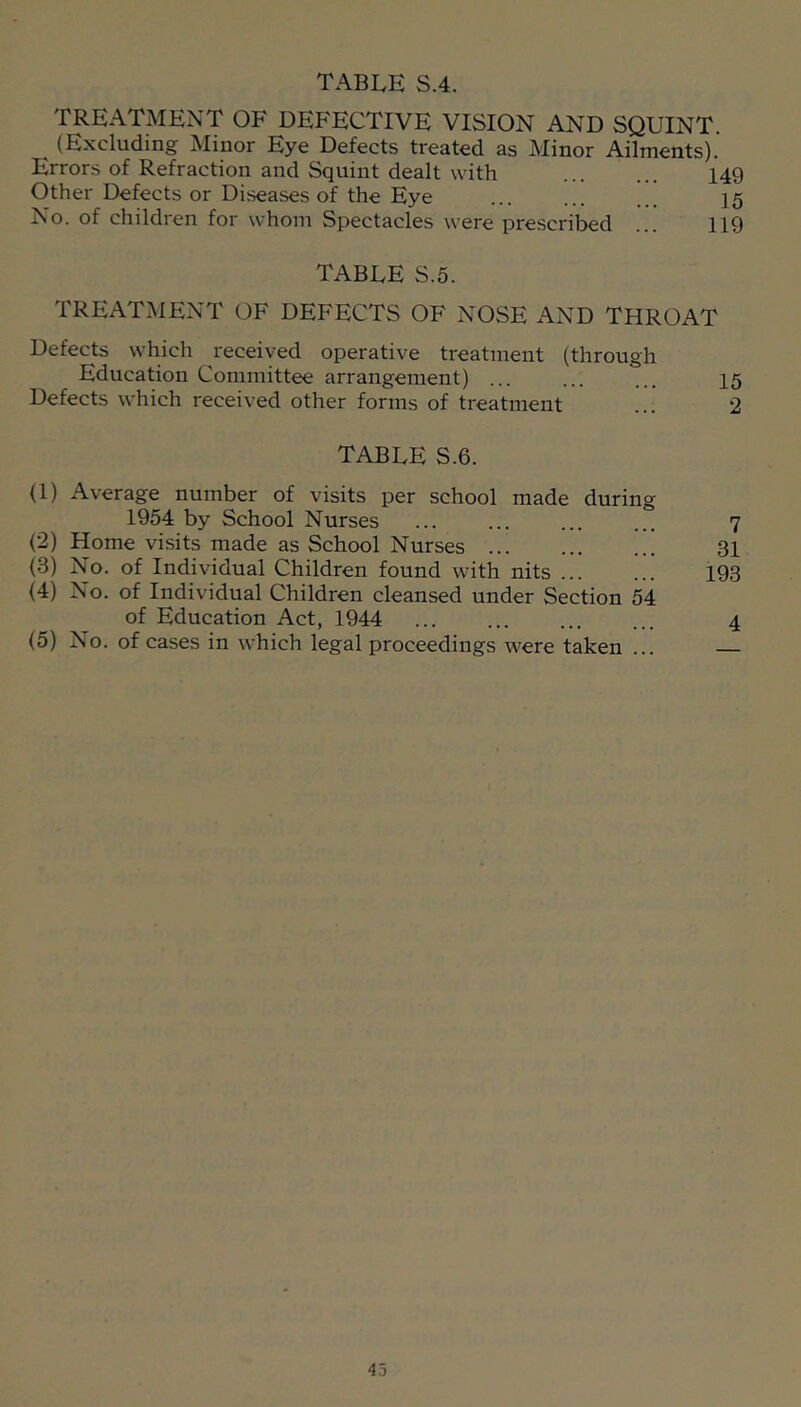 TABLE S.4.
TREATMENT OF DEFECTIVE VISION AND SQUINT.
(Excluding Minor Eye Defects treated as Minor Ailments).
Errors of Refraction and Squint dealt with ... ... 149
Other Defects or Diseases of the Eye ... ... ... 15
No. of children for whom Spectacles were prescribed ... 119
TABLE S.5.
TREATMENT OF DEFECTS OF NOSE AND THROAT
Defects which received operative treatment (through
Education Committee arrangement) ... ... ... 15
Defects which received other forms of treatment ... 2
TABLE S.6.
(1) Average number of visits per school made during
1954 by School Nurses ... ... ... ... 7
(2) Home visits made as School Nurses ... ... ... 31
(3) No. of Individual Children found with nits ... ... 193
(4) No. of Individual Children cleansed under Section 54
of Education Act, 1944 ... ... ... ... 4
(5) No. of cases in which legal proceedings were taken ... —
45